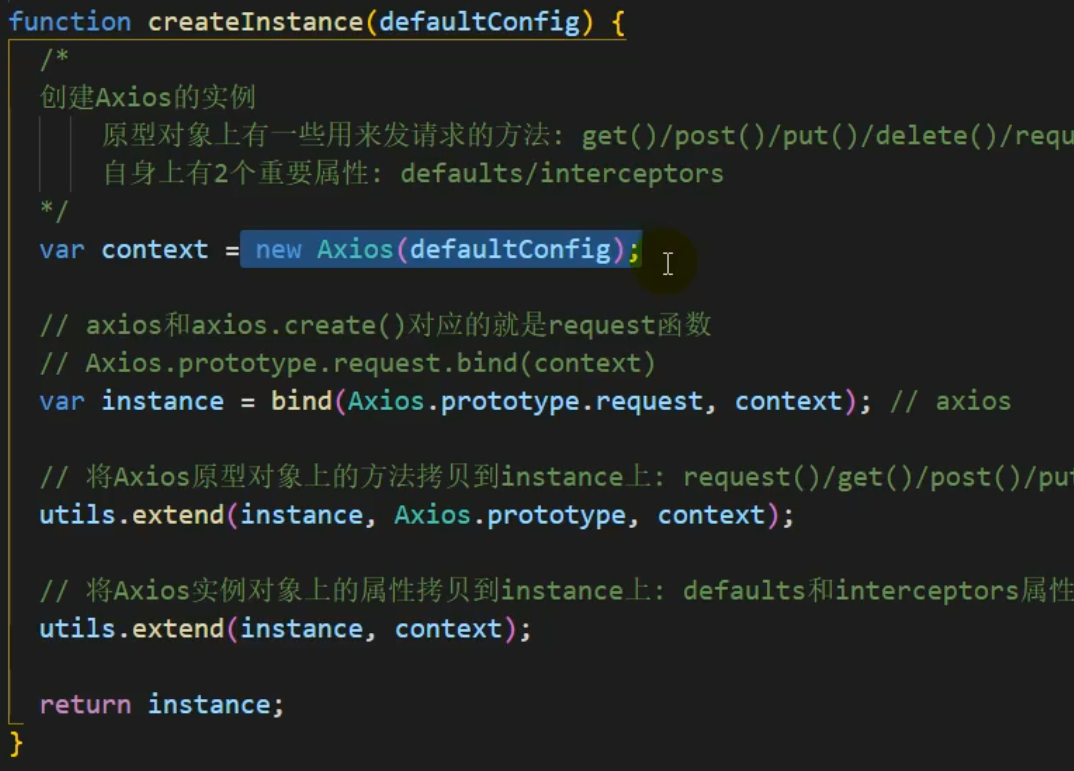 function createInstance(defaultConfig) {
/*
创建Axios的实例
原型对象上有一些用来发请求的方法: get()/post()/put()/delete()/requ
自身上有2个重要属性: defaults/interceptors
*/
var context = new Axios(defaultConfig);
// axios和axios.create()对应的就是request函数
// Axios.prototype.request.bind(context)
var instance = bind(Axios.prototype.request, context); // axios
// 将Axios原型对象上的方法拷贝到instance上: request()/get()/post()/put
utils.extend(instance, Axios.prototype, context);
// 将Axios实例对象上的属性拷贝到instance上: defaults和interceptors属性
utils.extend(instance, context);
return instance;
}